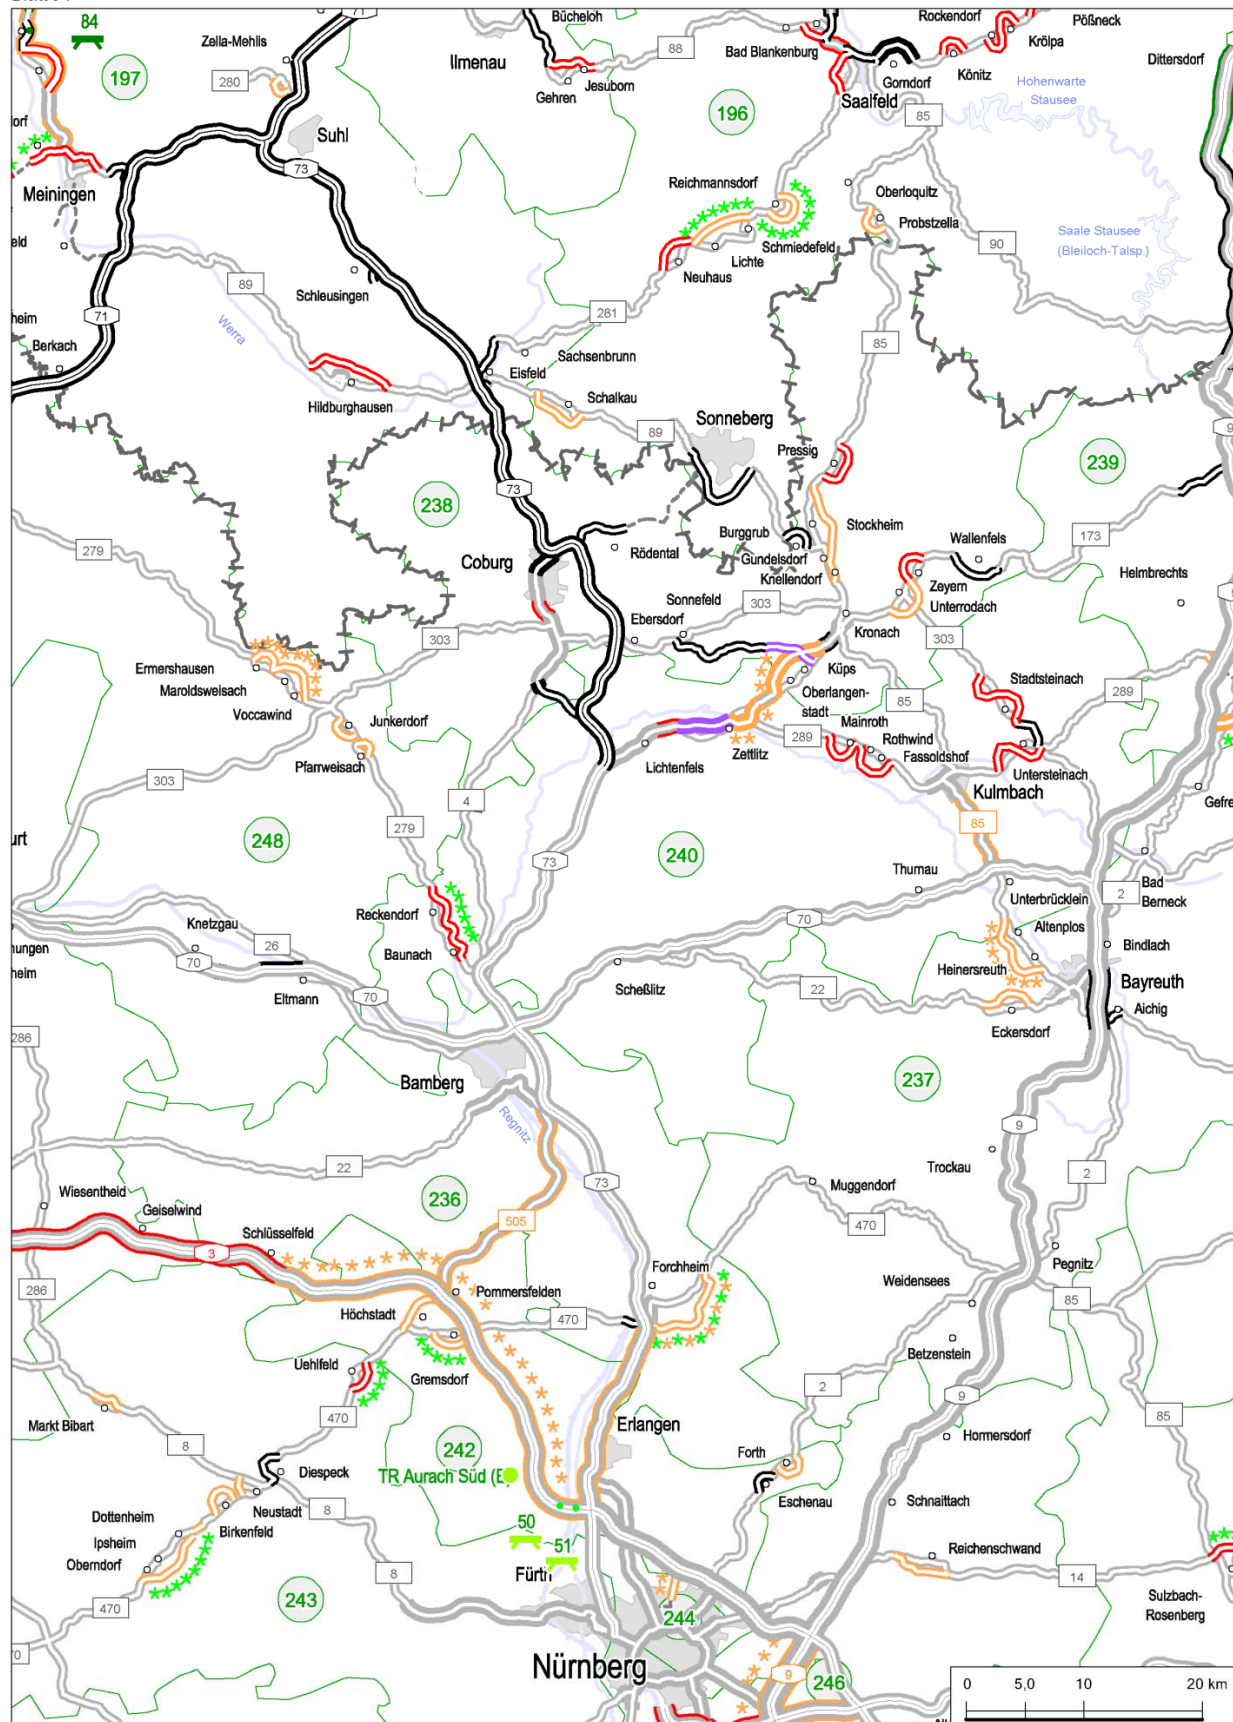 84
71
Bücheloh
Rockendorf
Pößneck
Zella-Mehlis
Ilmenau
88
Bad Blankenburg
Krölpa
Dittersdorf
197
280
Jesuborn
Gehren
Gorndorf
Könitz
Hohenwarte
Stausee
196
Saalfeld
85
Suhl
73
Meiningen
Reichmannsdorf
Oberloquitz
Probstzella
Saale Stausee
(Bleiloch-Talsp.)
90
Schmiedefeld
Lichte
Neuhaus
89
Schleusingen
71
Werra
281
85
Berkach
Sachsenbrunn
Eisfeld
Hildburghausen
Schalkau
Sonneberg
89
Pressig
239
238
73
279
Burggrub
Stockheim
Wallenfels
173
Coburg
Rödental
Gundelsdorf
Knellendorf
Zeyern
Helmbrechts
Sonnefeld
303
Unterrodach
Ebersdorf
Kronach
303
303
Ermershausen
Maroldsweisach
Voccawind
Küps
Stadtsteinach
289
Oberlangen-
stadt
85
Junkerdorf
Mainroth
Rothwind
289
Fassoldshof
Zettlitz
Lichtenfels
Pfarrweisach
Untersteinach
303
4
Kulmbach
279
85
248
73
240
Thurnau
Bad
Berneck
2
Unterbrücklein
Reckendorf
Knetzgau
70
Altenplos
26
Baunach
Bindlach
70
Heinersreuth
Scheßlitz
Eltmann
70
22
Bayreuth
Aichig
Eckersdorf
286
Bamberg
237
Regnitz
9
Trockau
22
73
2
Wiesentheid
Geiselwind
236
Muggendorf
Schlüsselfeld
505
470
3
Forchheim
Pegnitz
286
Pommersfelden
Weidensees
85
Höchstadt
470
Betzenstein
Uehlfeld
Gremsdorf
2
9
Markt Bibart
470
Erlangen
85
8
242
Forth
Hormersdorf
TR Aurach Süd (E)
Diespeck
Eschenau
Schnaittach
Dottenheim
Neustadt
8
Birkenfeld
50
Ipsheim
Oberndorf
51
Reichenschwand
Fürth
8
14
243
470
244
Sulzbach-
Rosenberg
Nürnberg
9
246
0
5,0
10
20 km